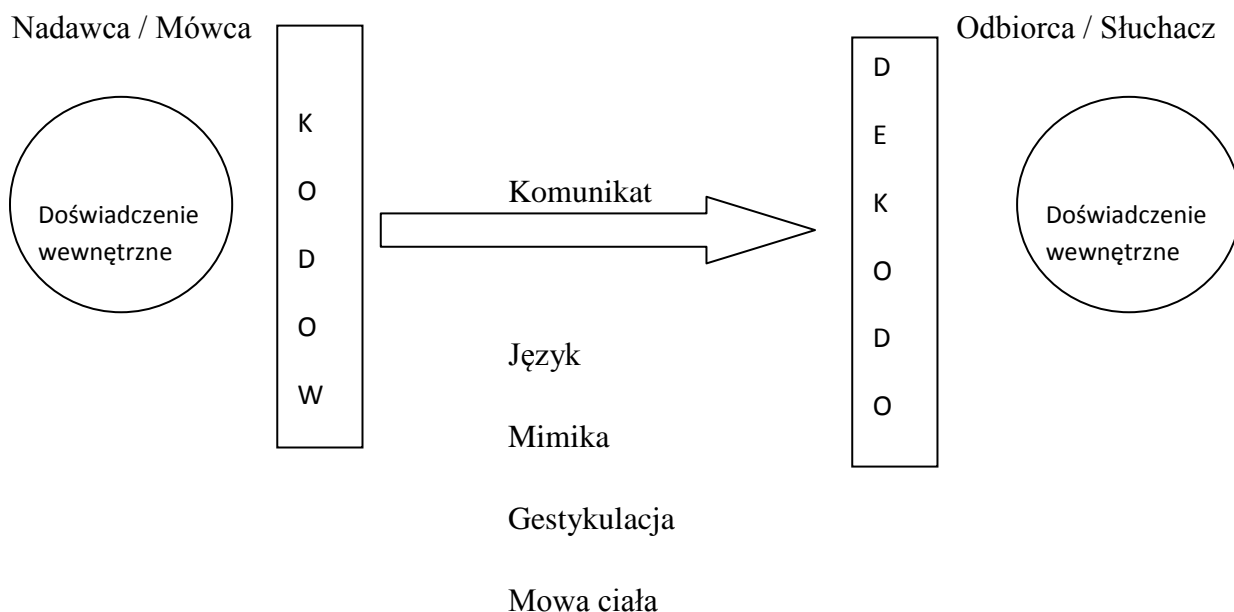 Nadawca / Mówca
Odbiorca / Słuchacz
Doświadczenie
wewnętrzne
K
O
D
O
W
Komunikat
Język
Mimika
Gestykulacja
Mowa ciała
D
E
K
O
D
O
Doświadczenie
wewnętrzne